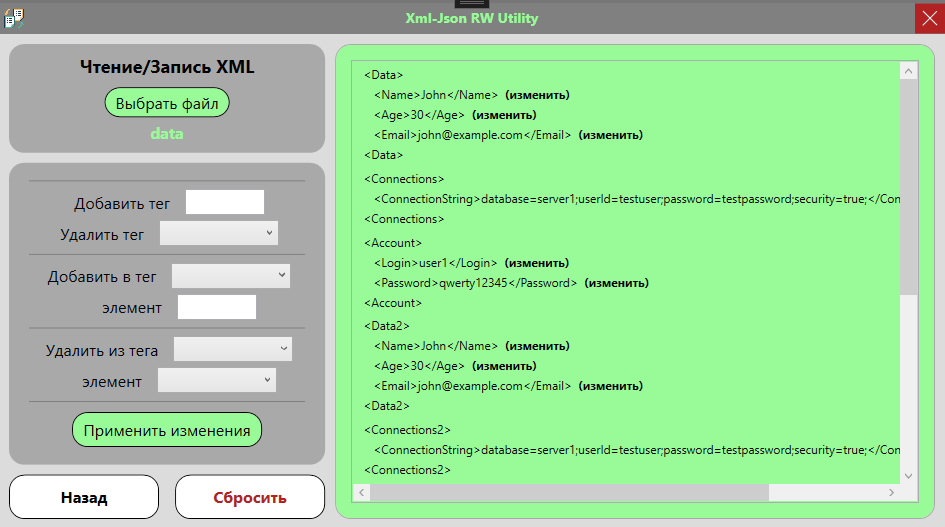 Xml-Json RW Utility
Чтение/Запись XML
Выбрать файл
data
Добавить тег
Удалить тег
Добавить в тег
элемент
Удалить из тега
элемент
Применить изменения
Назад
Сбросить
<Data>
<Name>John</Name> (изменить)
<Age>30</Age> (изменить)
<Email>john@example.com</Email> (изменить)
<Data>
<Connections>
<ConnectionString>database=server1;userId=testuser;password=testpassword;security=true;</Con
<Connections>
<Account>
<Login>user1</Login> (изменить)
<Password>qwerty12345</Password> (изменить)
<Account>
<Data2>
<Name>John</Name> (изменить)
<Age>30</Age> (изменить)
<Email>john@example.com</Email> (изменить)
<Data2>
<Connections2>
<ConnectionString>database=server1;userId=testuser;password=testpassword;security=true;</Con
<Connections2>